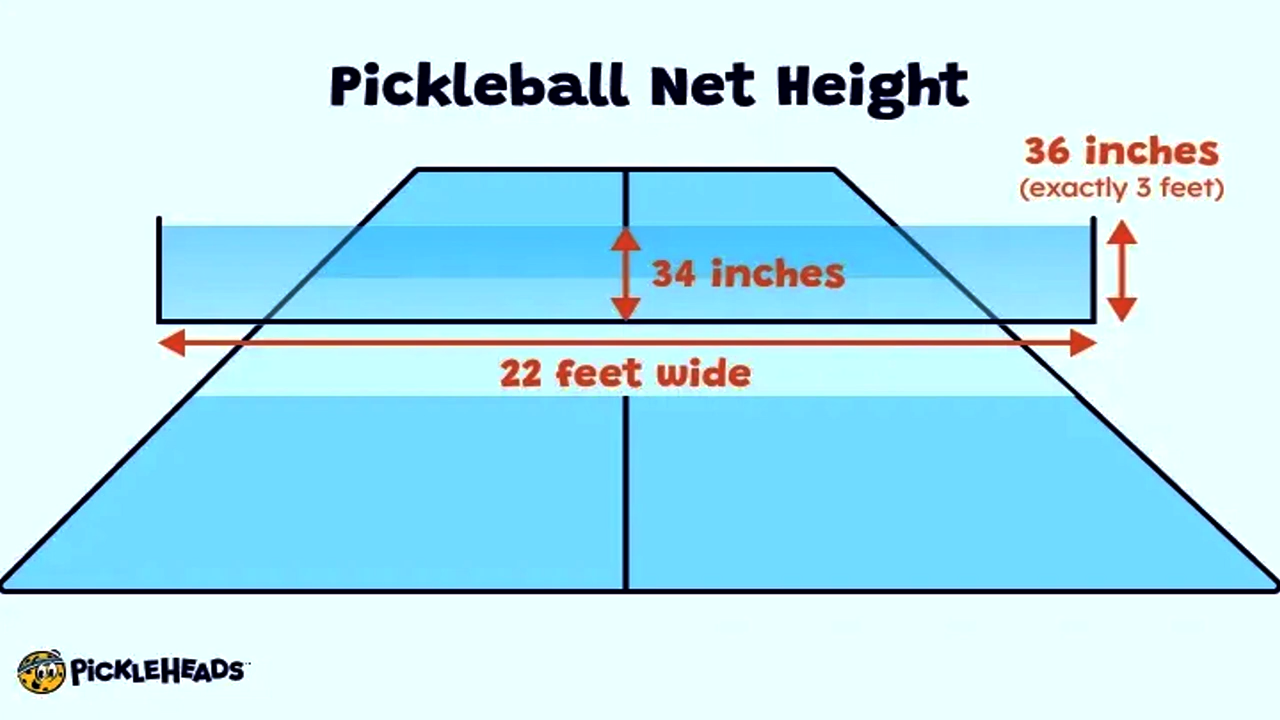 Pickleball Net Height
36 inches
(exactly 3 feet)
34 inches
22 feet wide
PICKLEHEADS